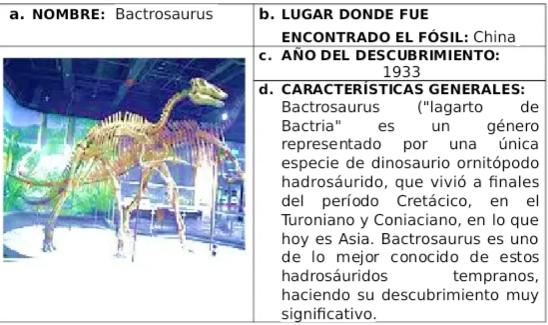 a. NOMBRE: Bactrosaurus
b. LUGAR DONDE FUE
ENCONTRADO EL FÓSIL: China
c. AÑO DEL DESCUBRIMIENTO:
1933
d. CARACTERÍSTICAS GENERALES:
Bactrosaurus ("lagarto de
Bactria" es un género
representado por una única
especie de dinosaurio ornitópodo
hadrosáurido, que vivió a finales
del período Cretácico, en el
Turoniano y Coniaciano, en lo que
hoy es Asia. Bactrosaurus es uno
de lo mejor conocido de estos
hadrosáuridos tempranos,
haciendo su descubrimiento muy
significativo.